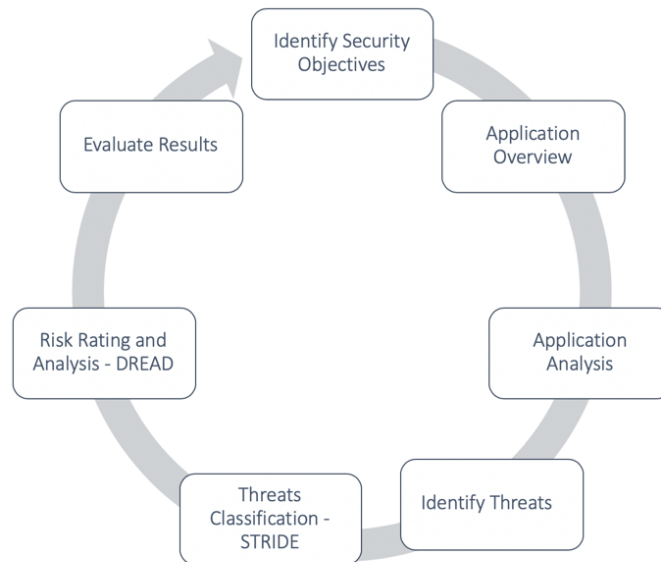 Identify Security
Objectives
Application
Overview
Application
Analysis
Identify Threats
Threats
Classification -
STRIDE
Risk Rating and
Analysis - DREAD
Evaluate Results